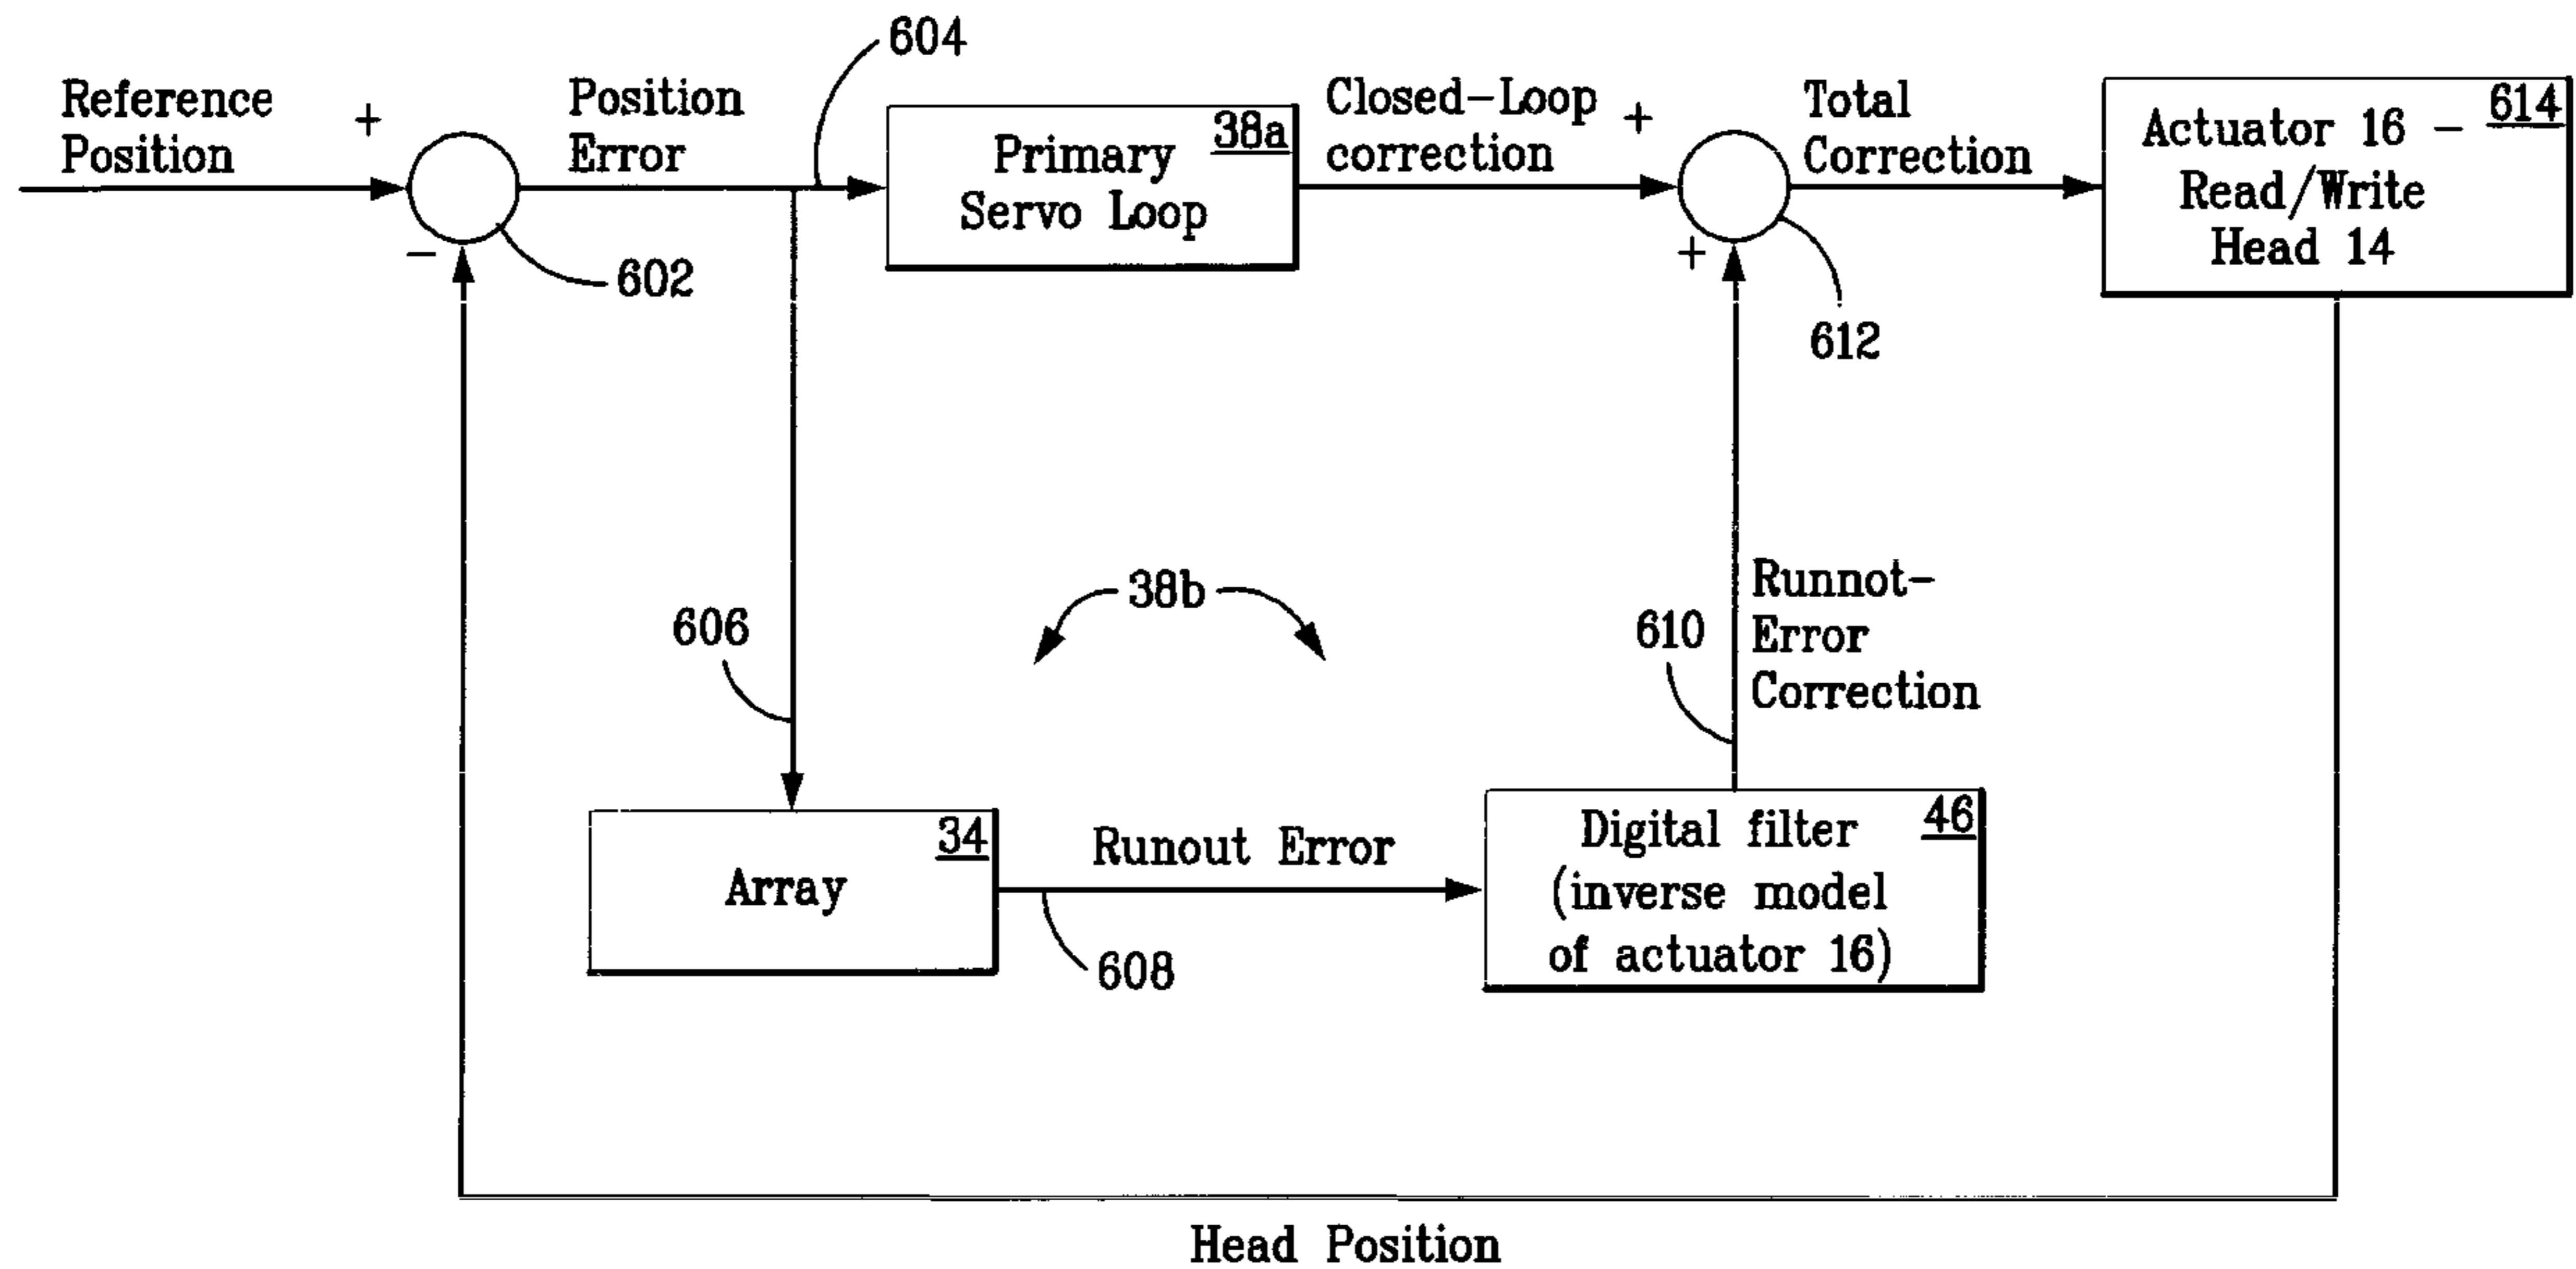 604
Reference
Position
+
Position
Error
38a
Primary
Servo Loop
Closed-Loop
correction
+
Total
Correction
614
Actuator 16 -
Read/Write
Head 14
-
602
+
612
38b
606
610
Runnot-
Error
Correction
34
Array
Runout Error
608
46
Digital filter
(inverse model
of actuator 16)
Head Position